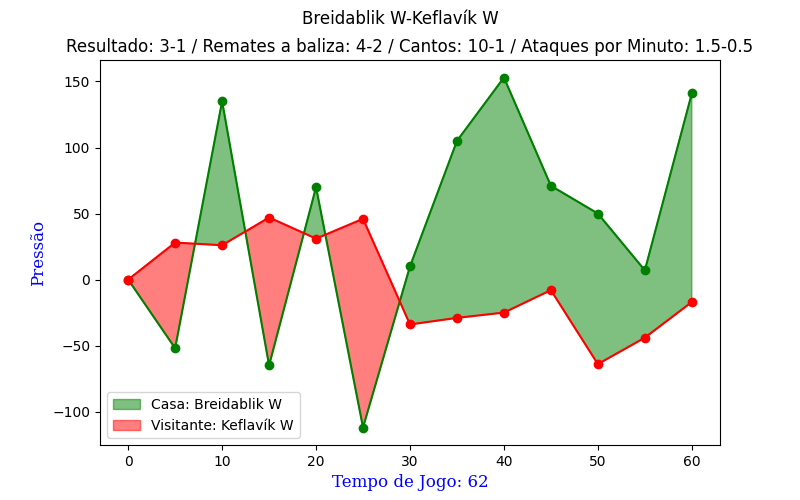 Breidablik W-Keflavík W
Resultado: 3-1 / Remates a baliza: 4-2 / Cantos: 10-1 / Ataques por Minuto: 1.5-0.5
150
100
50
0
−50
−100
Pressão
Casa: Breidablik W
Visitante: Keflavík W
0 10 20 30 40 50 60
Tempo de Jogo: 62